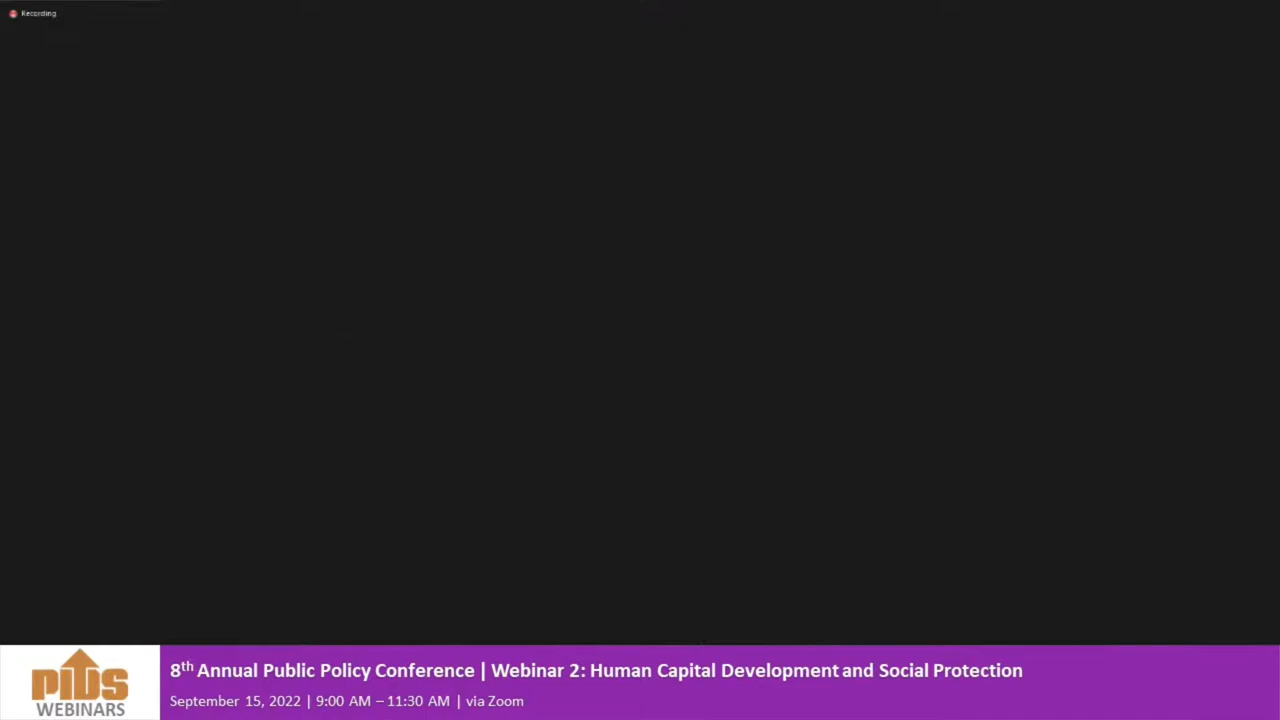 Recording
8th Annual Public Policy Conference | Webinar 2: Human Capital Development and Social Protection
September 15, 2022 | 9:00 AM – 11:30 AM | via Zoom
PIDS
WEBINARS